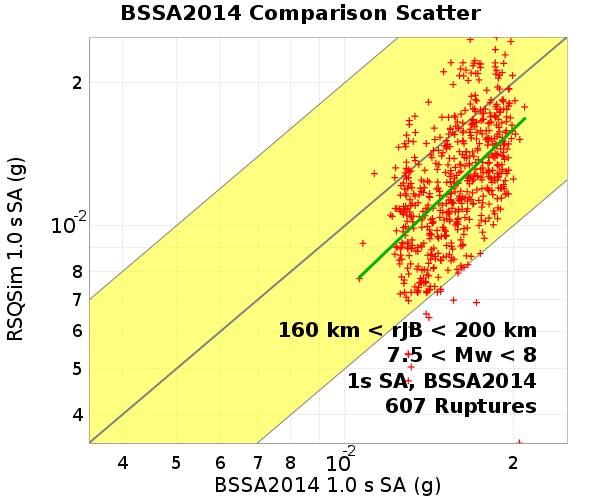 BSSA2014 Comparison Scatter
RSQSim 1.0 s SA (g)
2
10-2
8
7
6
5
4
160 km < rJB < 200 km
7.5 < Mw < 8
1s SA, BSSA2014
607 Ruptures
4 5 6 7 8 10-2 2
BSSA2014 1.0 s SA (g)